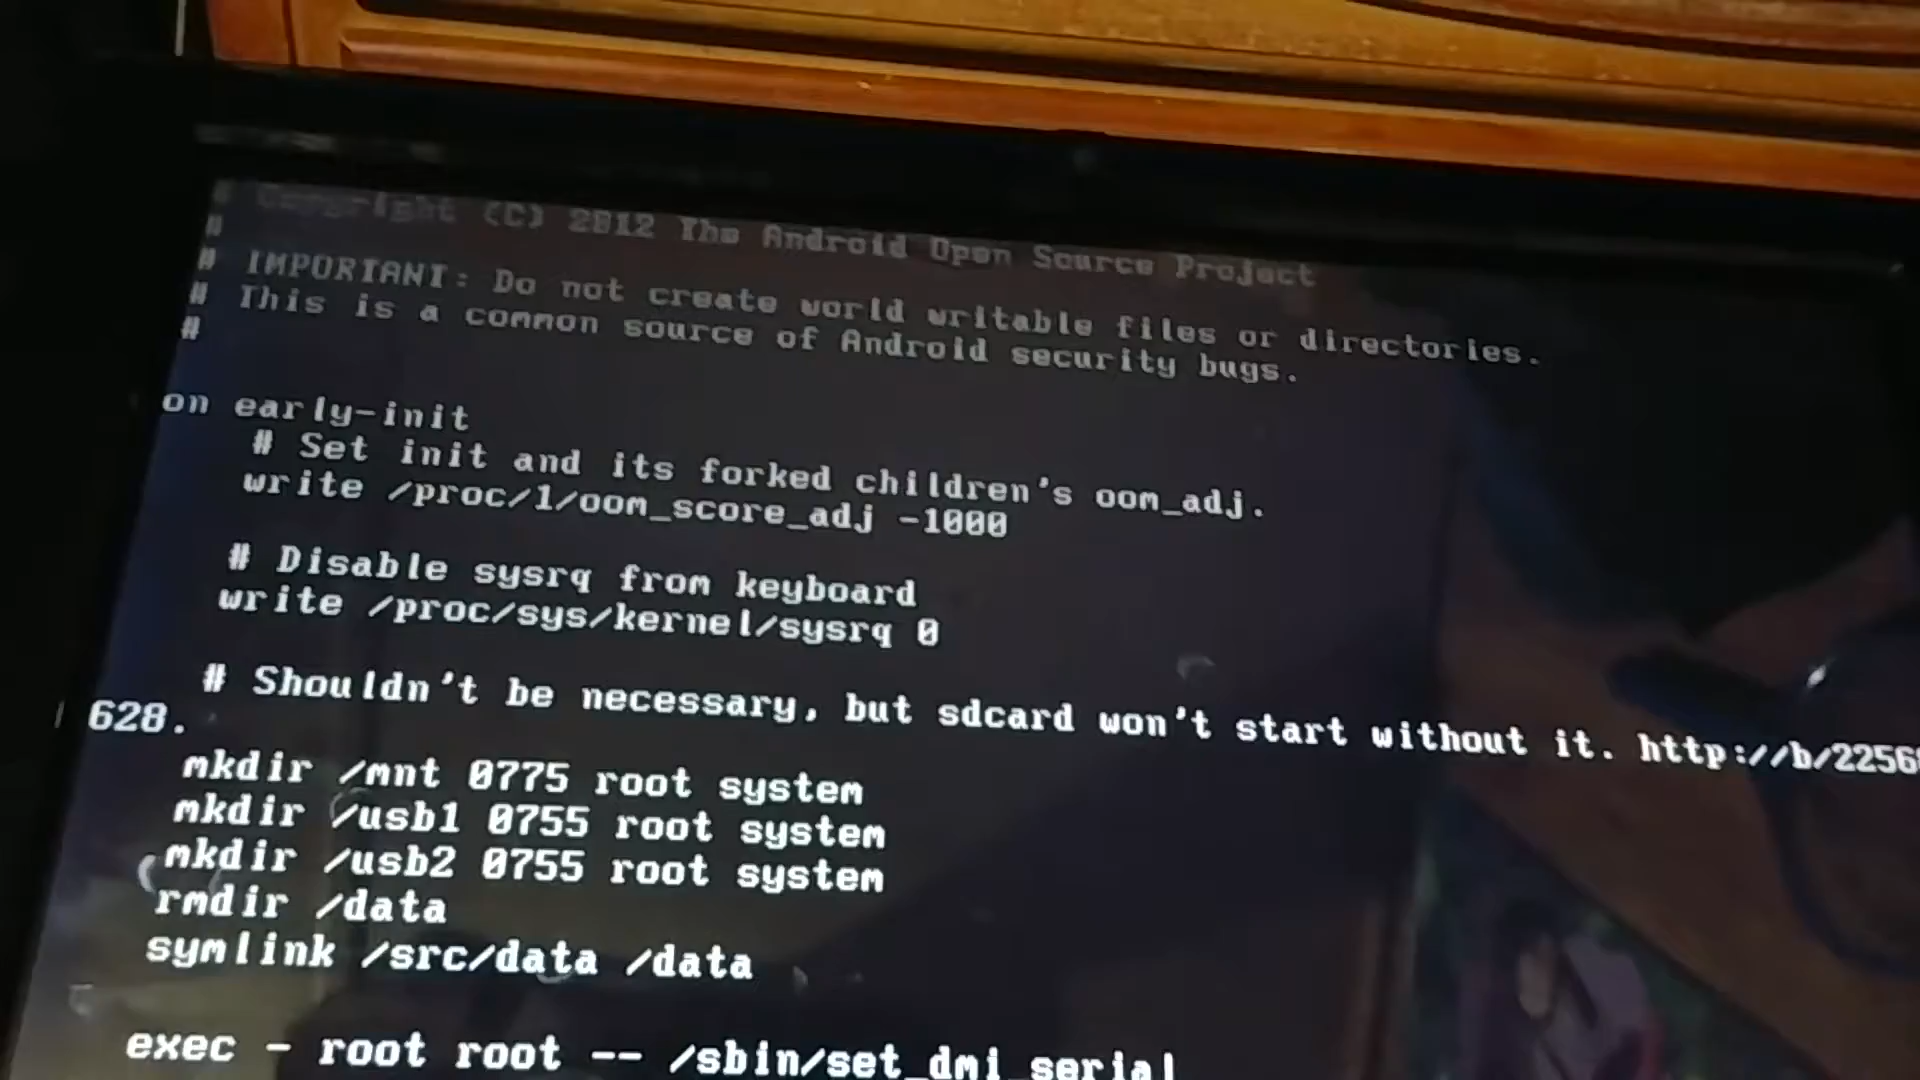 # Copyright (C) 2012 The Android Open Source Project
#
# IMPORTANT: Do not create world writable files or directories.
# This is a common source of Android security bugs.
#
on early-init
# Set init and its forked children's oom_adj.
write /proc/1/oom_score_adj -1000
# Disable sysrq from keyboard
write /proc/sys/kernel/sysrq 0
# Shouldn't be necessary, but sdcard won't start without it. http://b/2256
628.
mkdir /mnt 0775 root system
mkdir /usb1 0755 root system
mkdir /usb2 0755 root system
rmdir /data
symlink /src/data /data
exec - root root -- /sbin/set_dmi_serial